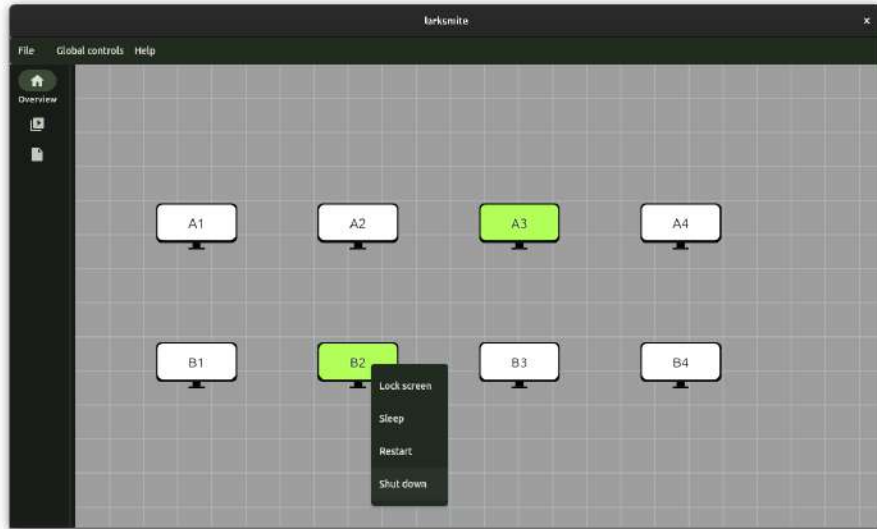 larksmite
File Global controls Help
Overview
A1 A2 A3 A4
B1 B2 B3 B4
Lock screen
Sleep
Restart
Shut down